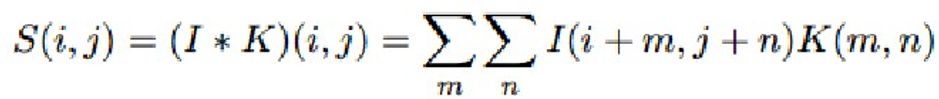 S(i, j) = (I ∗ K)(i, j) = ∑_m ∑_n I(i + m, j + n)K(m, n)